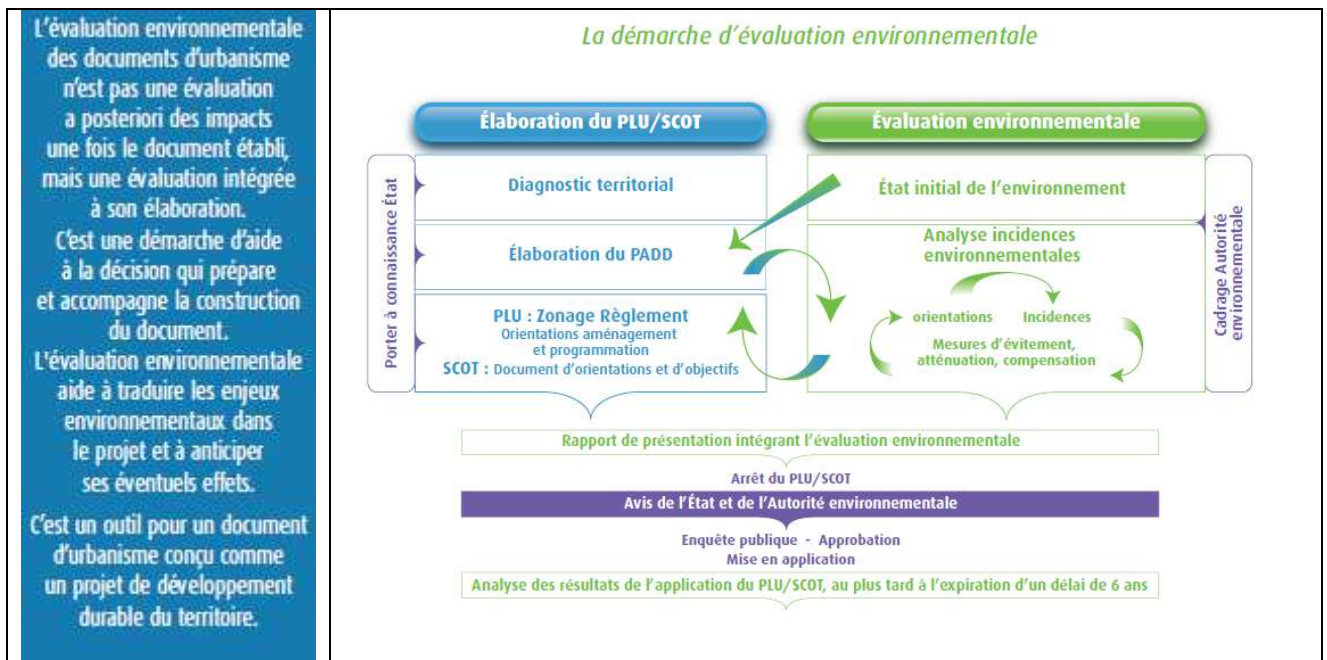 L'évaluation environnementale
des documents d'urbanisme
n'est pas une évaluation
a posteriori des impacts
une fois le document établi,
mais une évaluation intégrée
à son élaboration.
C'est une démarche d'aide
à la décision qui prépare
et accompagne la construction
du document.
L'évaluation environnementale
aide à traduire les enjeux
environnementaux dans
le projet et à anticiper
ses éventuels effets.
C'est un outil pour un document
d'urbanisme conçu comme
un projet de développement
durable du territoire.
La démarche d'évaluation environnementale
Élaboration du PLU/SCOT
Évaluation environnementale
Porter à connaissance État
Diagnostic territorial
État initial de l'environnement
Élaboration du PADD
Analyse incidences
environnementales
PLU : Zonage Règlement
Orientations aménagement
et programmation
SCOT : Document d'orientations et d'objectifs
orientations Incidences
Mesures d'évitement,
atténuation, compensation
Cadrage Autorité
environnementale
Rapport de présentation intégrant l'évaluation environnementale
Arrêt du PLU/SCOT
Avis de l'État et de l'Autorité environnementale
Enquête publique - Approbation
Mise en application
Analyse des résultats de l'application du PLU/SCOT, au plus tard à l'expiration d'un délai de 6 ans